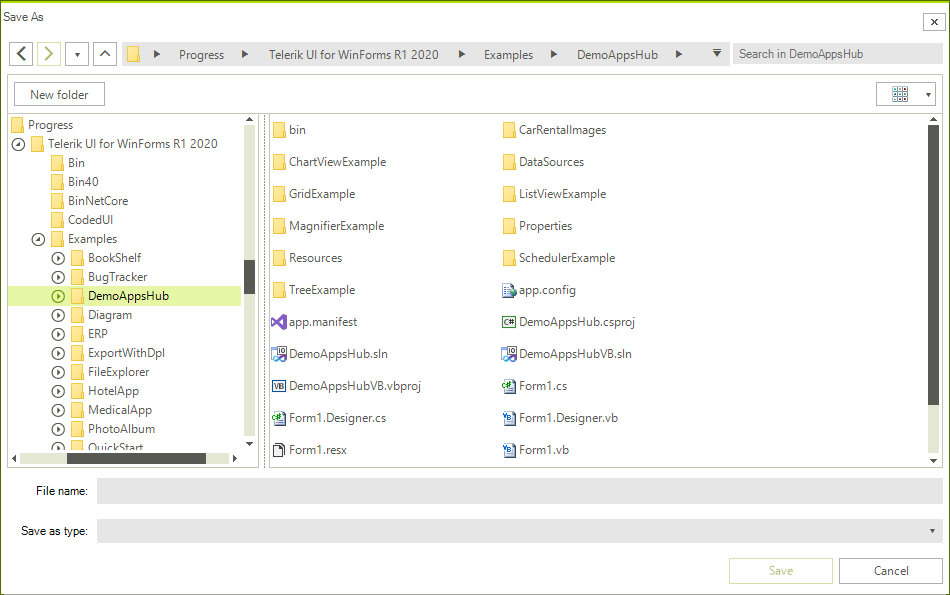 Save As
Progress Telerik UI for WinForms R1 2020 Examples DemoAppsHub Search in DemoAppsHub
New folder
Progress
Telerik UI for WinForms R1 2020
Bin
Bin40
BinNetCore
CodedUI
Examples
BookShelf
BugTracker
DemoAppsHub
Diagram
ERP
ExportWithDpl
FileExplorer
HotelApp
MedicalApp
PhotoAlbum
QuickStart
bin CarRentalImages
ChartViewExample DataSources
GridExample ListViewExample
MagnifierExample Properties
Resources SchedulerExample
TreeExample app.config
app.manifest DemoAppsHub.csproj
DemoAppsHub.sln DemoAppsHubVB.sln
DemoAppsHubVB.vbproj Form1.cs
Form1.Designer.cs Form1.Designer.vb
Form1.resx Form1.vb
File name:
Save as type:
Save Cancel